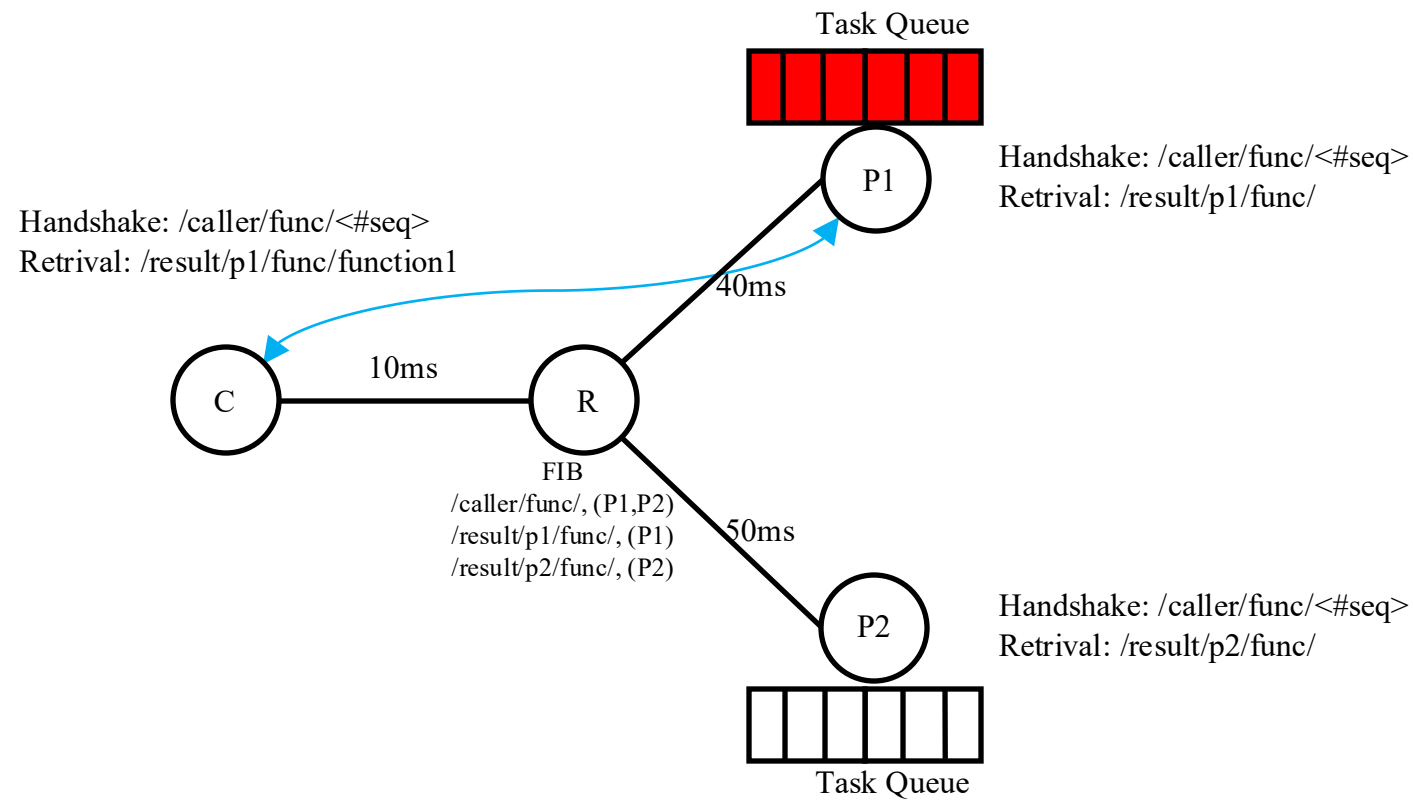 Task Queue
P1
Handshake: /caller/func/<#seq>
Retrival: /result/p1/func/
Handshake: /caller/func/<#seq>
Retrival: /result/p1/func/function1
40ms
10ms
C
R
FIB
/caller/func/, (P1,P2)
/result/p1/func/, (P1)
/result/p2/func/, (P2)
50ms
P2
Handshake: /caller/func/<#seq>
Retrival: /result/p2/func/
Task Queue